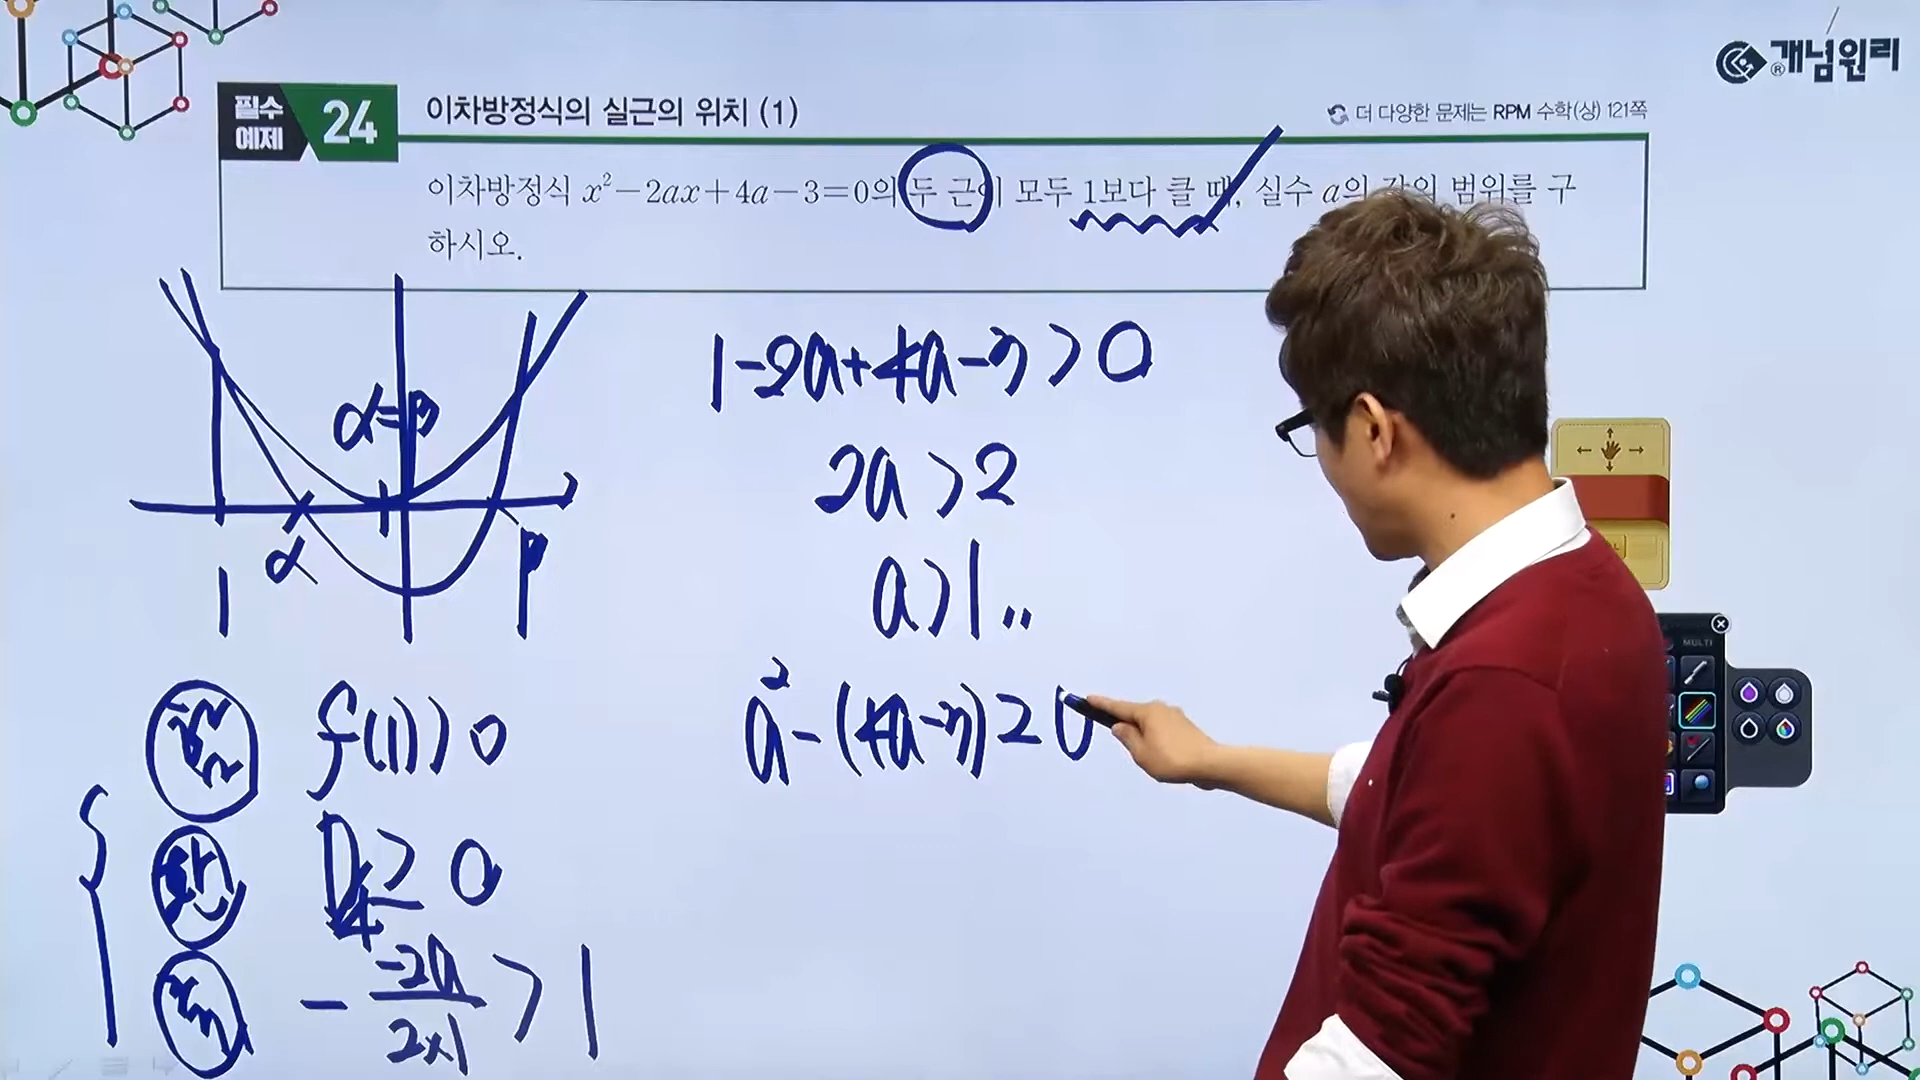 개념원리
필수 예제 24 이차방정식의 실근의 위치 (1)
더 다양한 문제는 RPM 수학(상) 121쪽
이차방정식 x²-2ax+4a-3=0의 두 근이 모두 1보다 클 때, 실수 a의 값의 범위를 구
하시오.
α=β
α
β
1
1-2a+4a-3>0
2a>2
a>1
a²-(4a-3)≥0
f(1)>0
D/4≥0
-\frac{-2a}{2×1}>1
MULTI